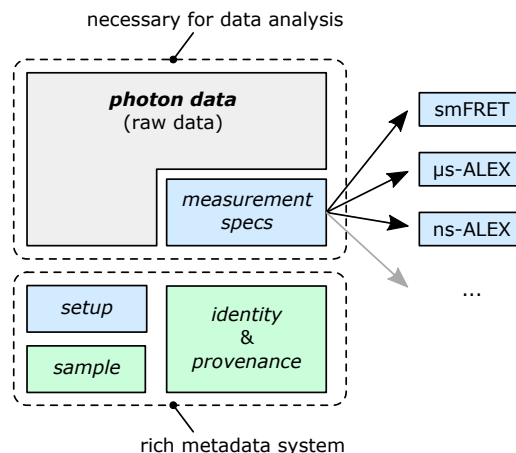 necessary for data analysis
photon data
(raw data)
measurement
specs
smFRET
µs-ALEX
ns-ALEX
...
setup
sample
identity
&
provenance
rich metadata system